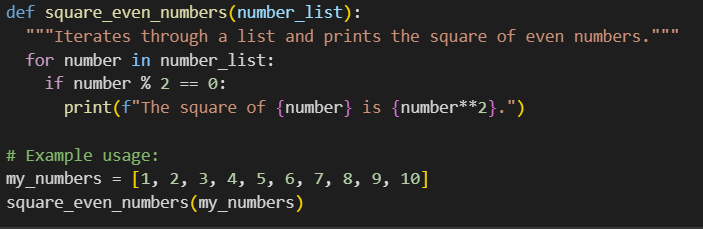 def square_even_numbers(number_list):
  """Iterates through a list and prints the square of even numbers."""
  for number in number_list:
    if number % 2 == 0:
      print(f"The square of {number} is {number**2}.")

# Example usage:
my_numbers = [1, 2, 3, 4, 5, 6, 7, 8, 9, 10]
square_even_numbers(my_numbers)